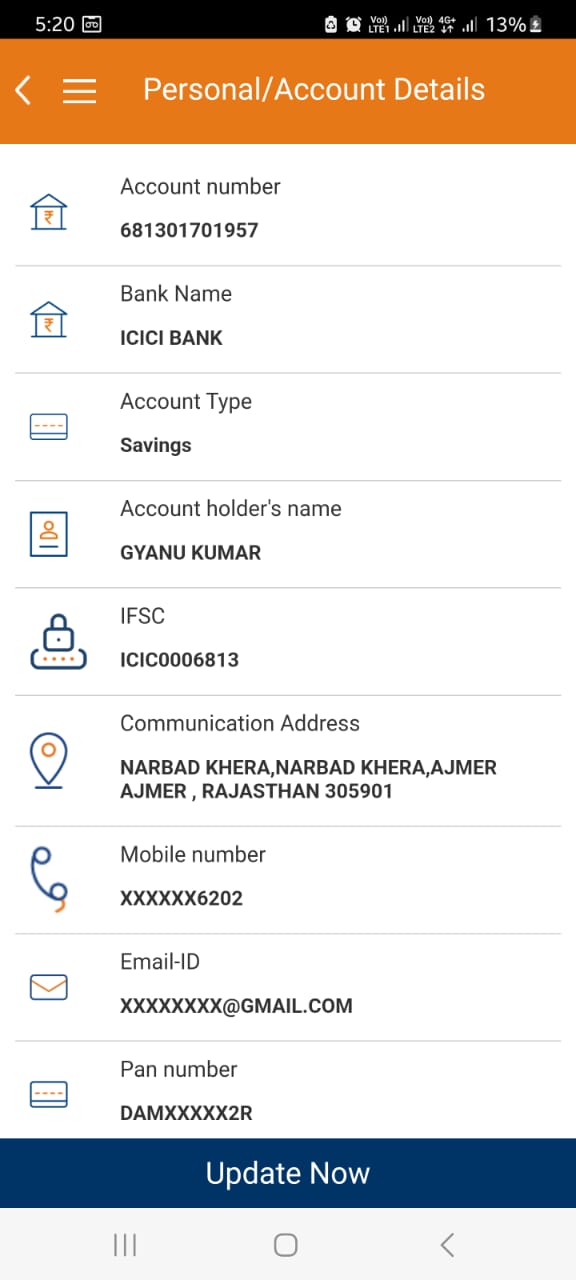 5:20 Vo) LTE1 Vo) LTE2 4G+ 13%
Personal/Account Details
Account number
681301701957
Bank Name
ICICI BANK
Account Type
Savings
Account holder's name
GYANU KUMAR
IFSC
ICIC0006813
Communication Address
NARBAD KHERA,NARBAD KHERA,AJMER
AJMER , RAJASTHAN 305901
Mobile number
XXXXXX6202
Email-ID
XXXXXXXX@GMAIL.COM
Pan number
DAMXXXXX2R
Update Now